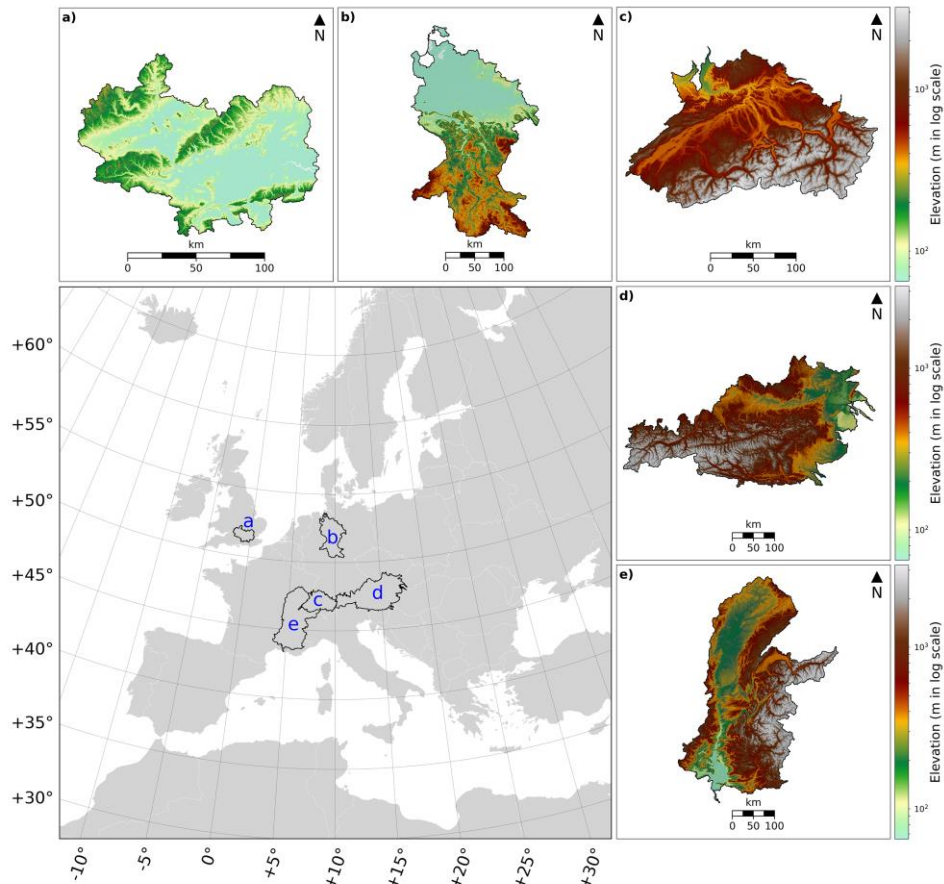 a)
N
km
0 50 100
b)
N
km
0 50 100
c)
N
km
0 50 100
Elevation (m in log scale)
10³
10²
+60°
+55°
+50°
+45°
+40°
+35°
+30°
a
b
c
d
e
-10°
-5°
0°
+5°
+10°
+15°
+20°
+25°
+30°
d)
N
km
0 50 100
Elevation (m in log scale)
10³
10²
e)
N
km
0 50 100
Elevation (m in log scale)
10³
10²